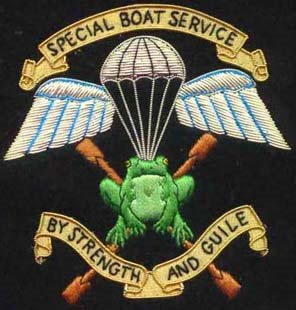 SPECIAL BOAT SERVICE
BY STRENGTH AND GUILE